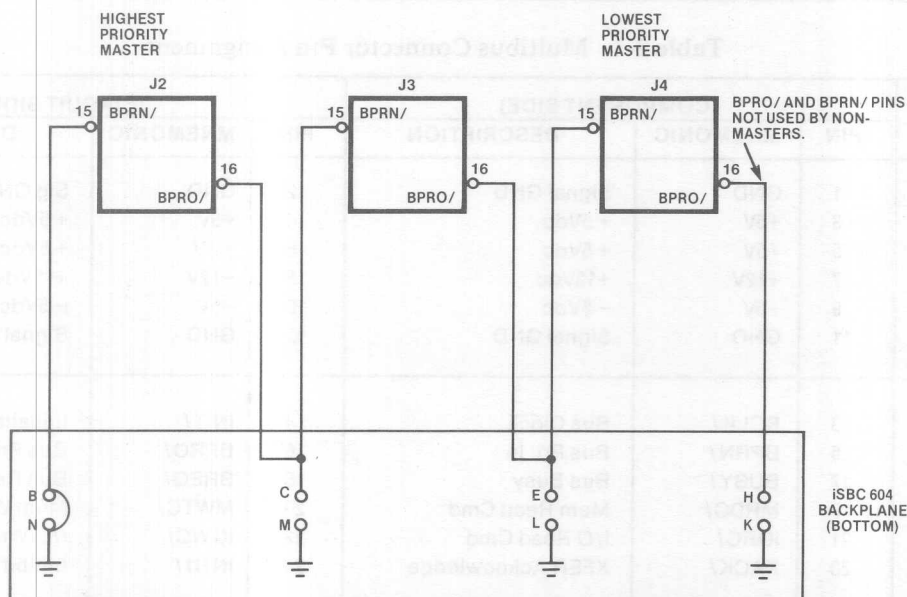 HIGHEST
PRIORITY
MASTER
LOWEST
PRIORITY
MASTER
J2
J3
J4
15
BPRN/
15
BPRN/
15
BPRN/
BPRO/ AND BPRN/ PINS
NOT USED BY NON-
MASTERS.
16
BPRO/
16
BPRO/
16
BPRO/
B
C
E
H
N
M
L
K
iSBC 604
BACKPLANE
(BOTTOM)